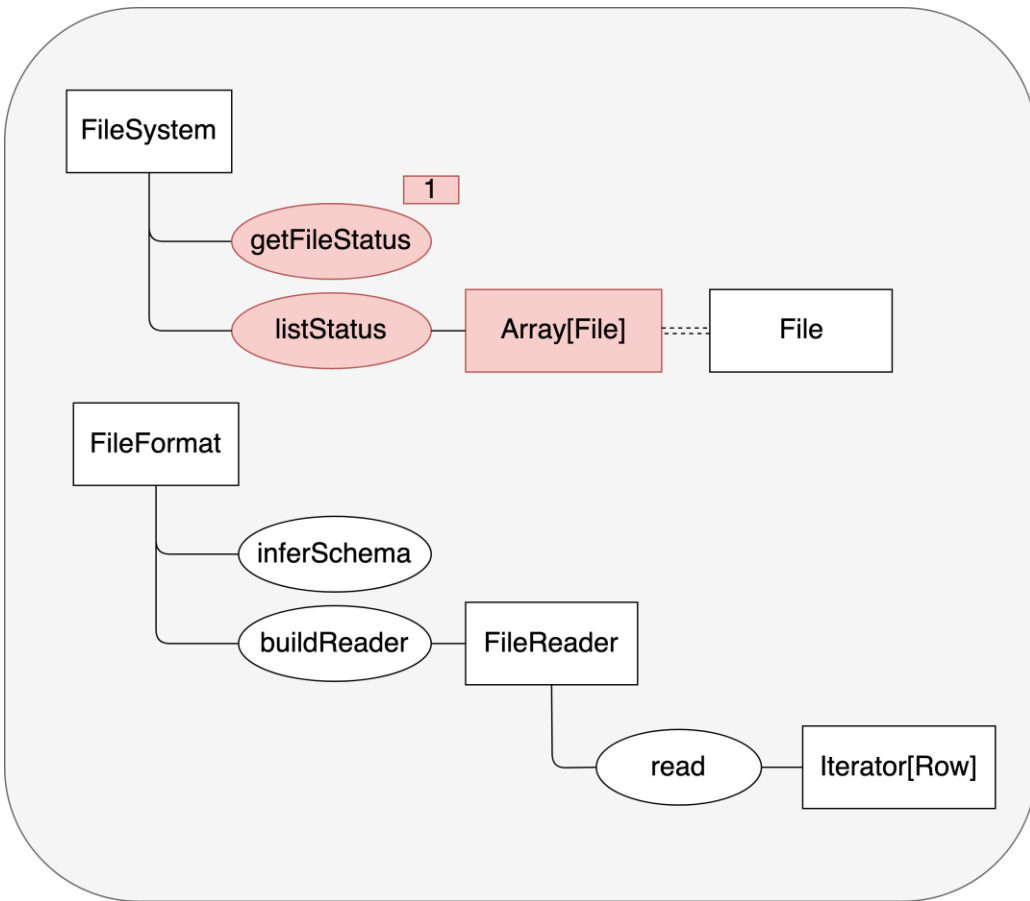 FileSystem
1
getFileStatus
listStatus
Array[File]
File
FileFormat
inferSchema
buildReader
FileReader
read
Iterator[Row]